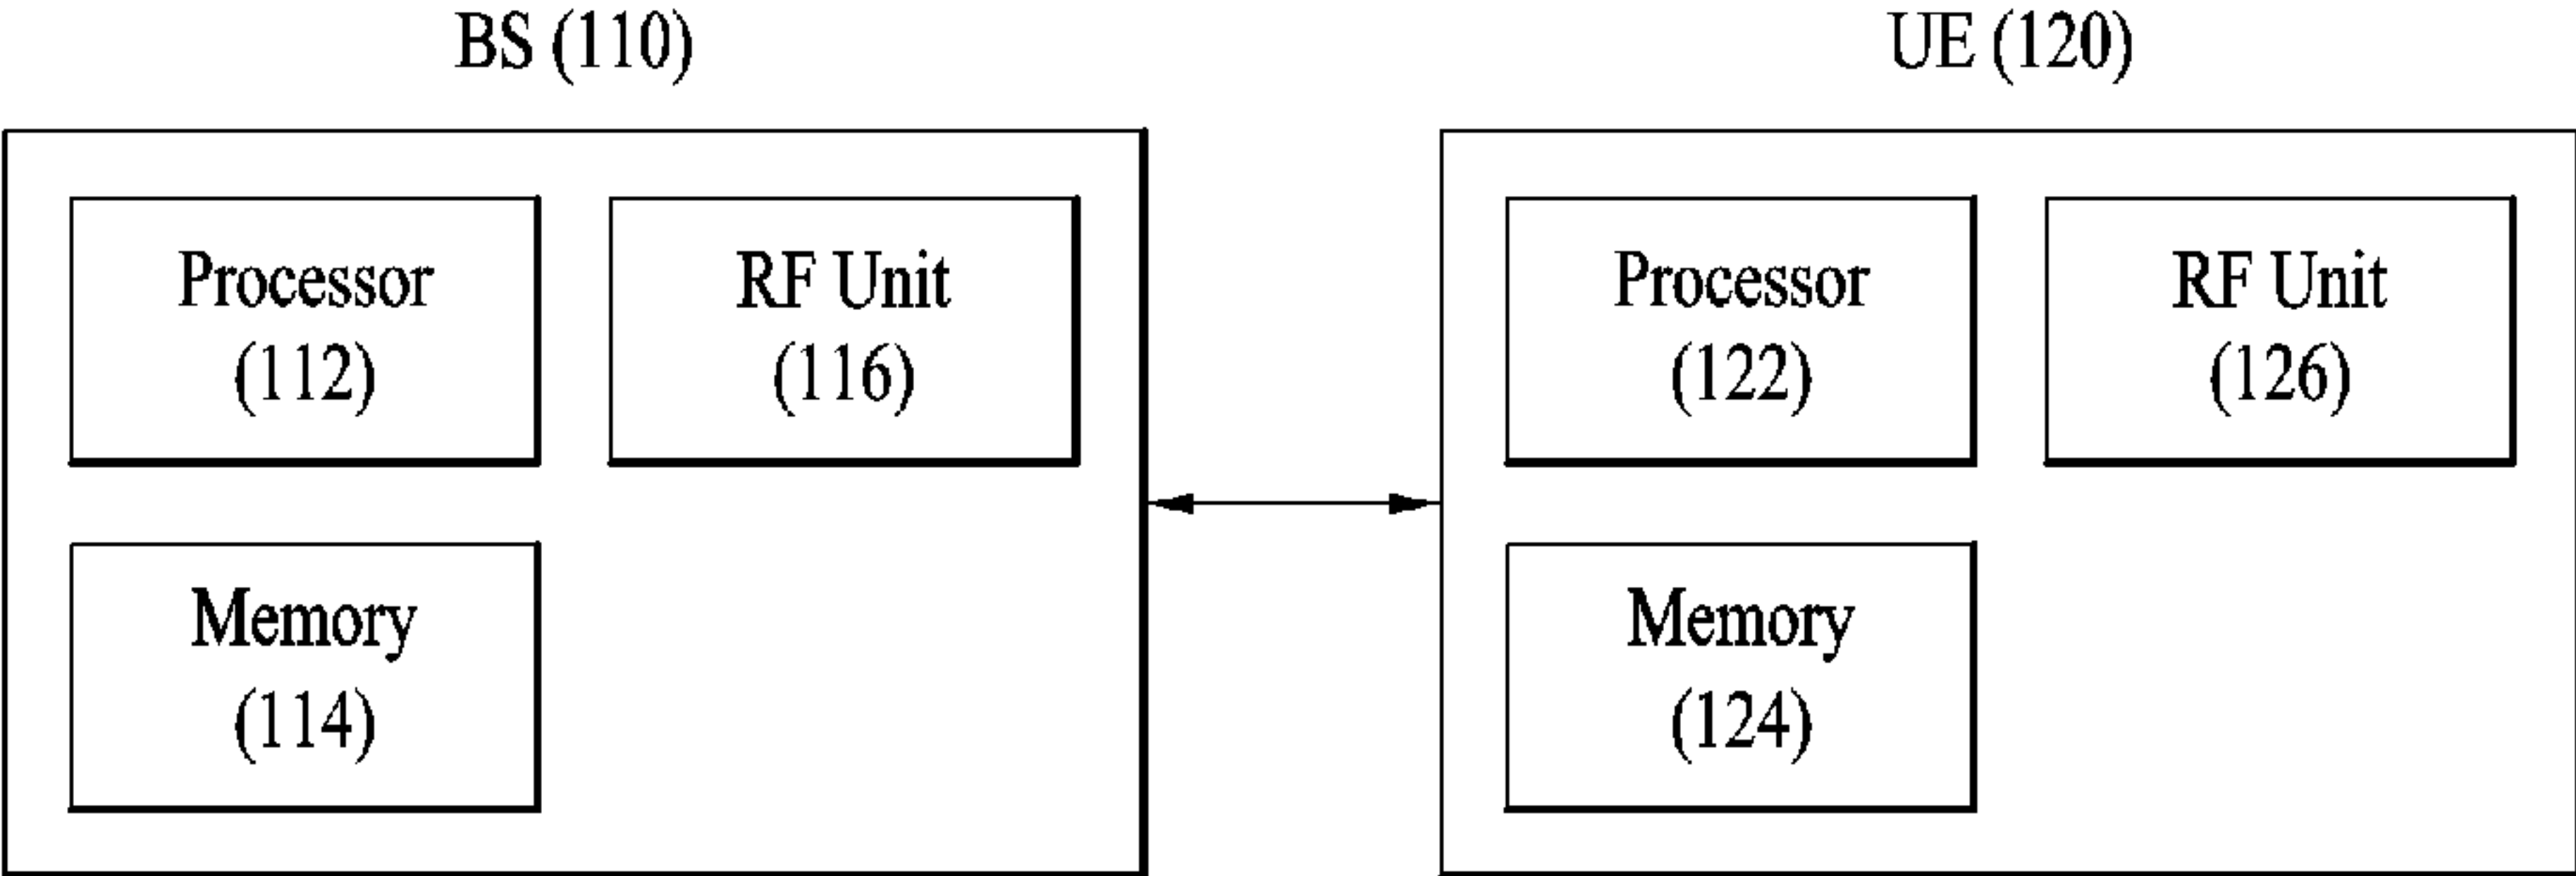 BS (110)
UE (120)
Processor
(112)
RF Unit
(116)
Memory
(114)
Processor
(122)
RF Unit
(126)
Memory
(124)